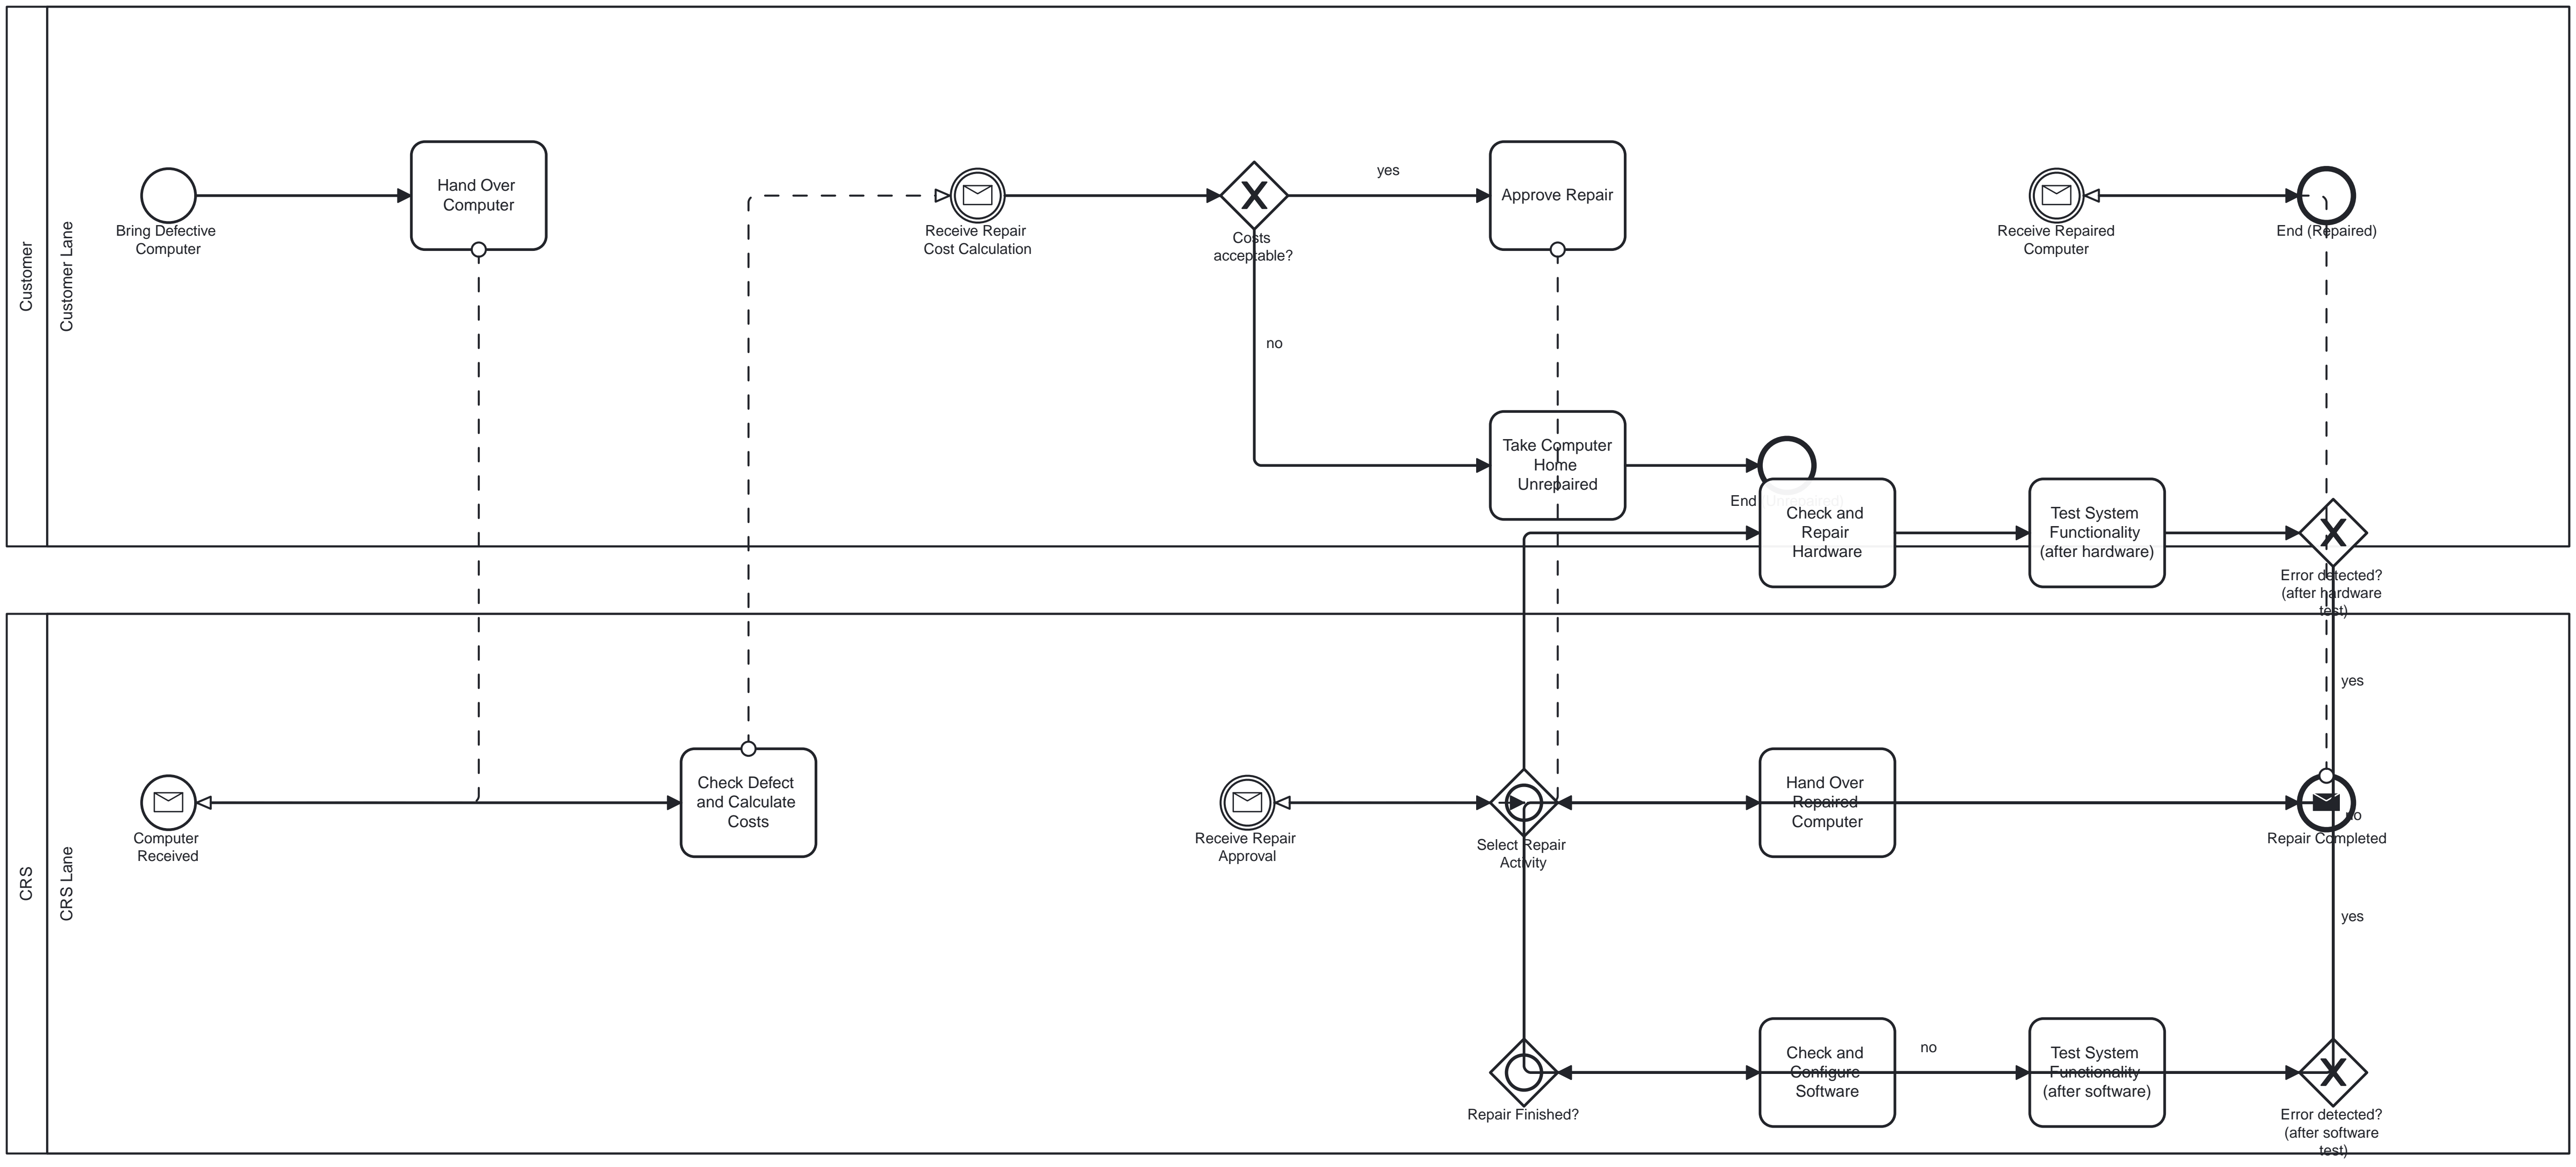 Customer
Customer Lane
Bring Defective
Computer
Hand Over
Computer
Receive Repair
Cost Calculation
Costs
acceptable?
yes
no
Approve Repair
Take Computer
Home
Unrepaired
End (Unrepaired)
Receive Repaired
Computer
End (Repaired)
Check and
Repair
Hardware
Test System
Functionality
(after hardware)
Error detected?
(after hardware
test)
CRS
CRS Lane
Computer
Received
Check Defect
and Calculate
Costs
Receive Repair
Approval
Select Repair
Activity
Hand Over
Repaired
Computer
yes
no
Repair Completed
yes
Repair Finished?
Check and
Configure
Software
no
Test System
Functionality
(after software)
Error detected?
(after software
test)